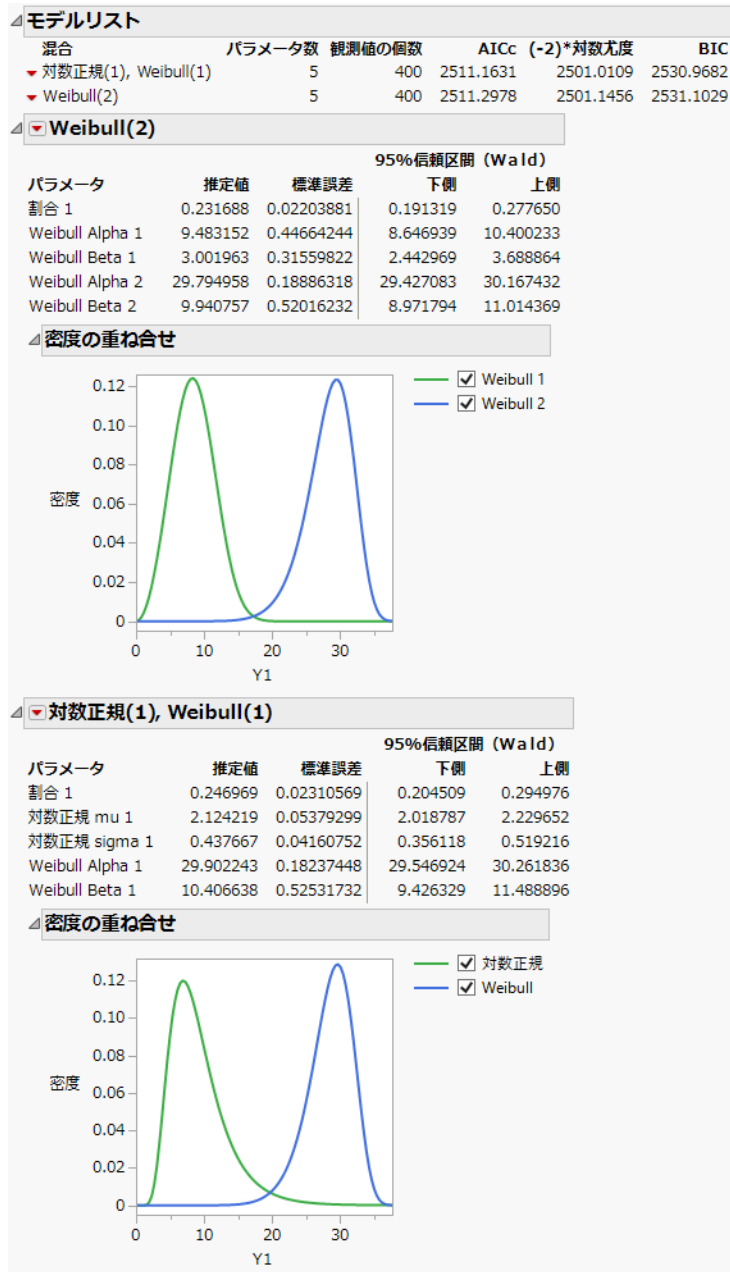 モデルリスト
混合 パラメータ数 観測値の個数 AICc (-2)*対数尤度 BIC
対数正規(1), Weibull(1) 5 400 2511.1631 2501.0109 2530.9682
Weibull(2) 5 400 2511.2978 2501.1456 2531.1029
Weibull(2)
95%信頼区間 (Wald)
パラメータ 推定値 標準誤差 下側 上側
割合 1 0.231688 0.02203881 0.191319 0.277650
Weibull Alpha 1 9.483152 0.44664244 8.646939 10.400233
Weibull Beta 1 3.001963 0.31559822 2.442969 3.688864
Weibull Alpha 2 29.794958 0.18886318 29.427083 30.167432
Weibull Beta 2 9.940757 0.52016232 8.971794 11.014369
密度の重ね合せ
0.12
0.10
0.08
0.06
0.04
0.02
0
密度
0 10 20 30
Y1
Weibull 1
Weibull 2
対数正規(1), Weibull(1)
95%信頼区間 (Wald)
パラメータ 推定値 標準誤差 下側 上側
割合 1 0.246969 0.02310569 0.204509 0.294976
対数正規 mu 1 2.124219 0.05379299 2.018787 2.229652
対数正規 sigma 1 0.437667 0.04160752 0.356118 0.519216
Weibull Alpha 1 29.902243 0.18237448 29.546924 30.261836
Weibull Beta 1 10.406638 0.52531732 9.426329 11.488896
密度の重ね合せ
0.12
0.10
0.08
0.06
0.04
0.02
0
密度
0 10 20 30
Y1
対数正規
Weibull